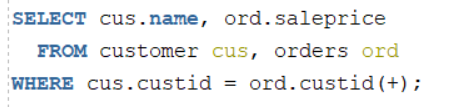 SELECT cus.name, ord.saleprice
FROM customer cus, orders ord
WHERE cus.custid = ord.custid(+);